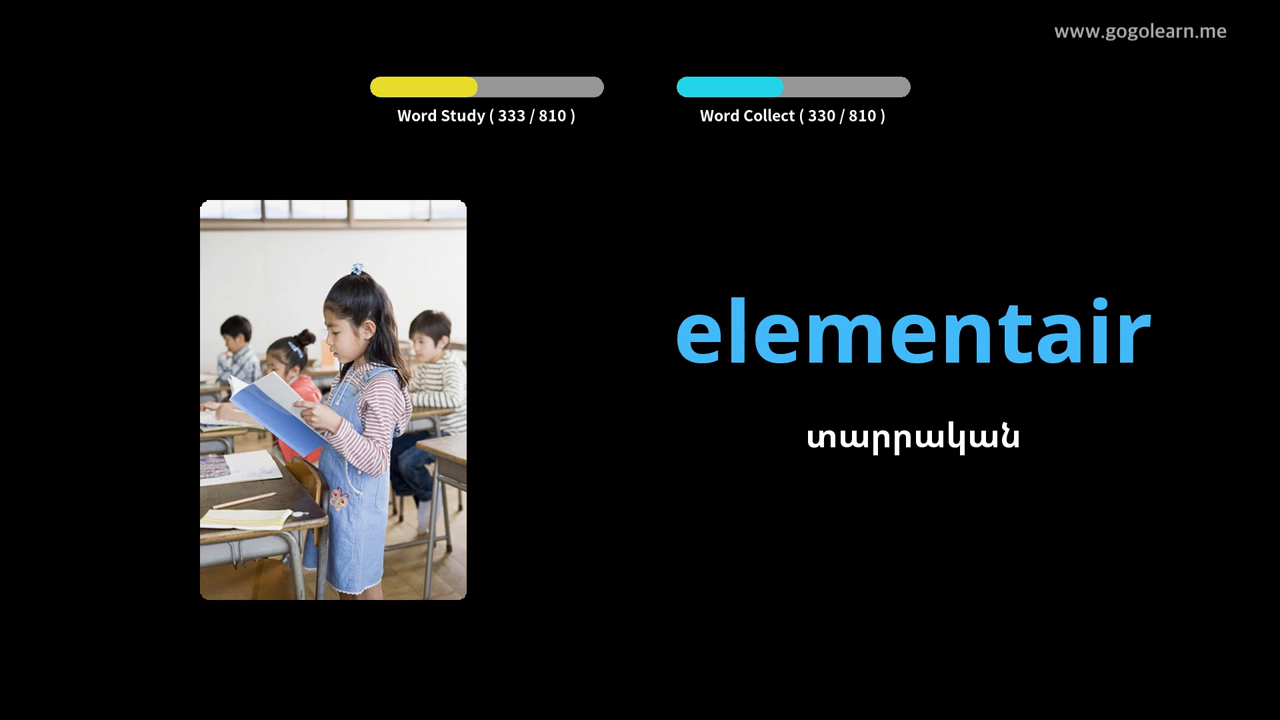 www.gogolearn.me
Word Study ( 333 / 810 )
Word Collect ( 330 / 810 )
elementair
տարրական